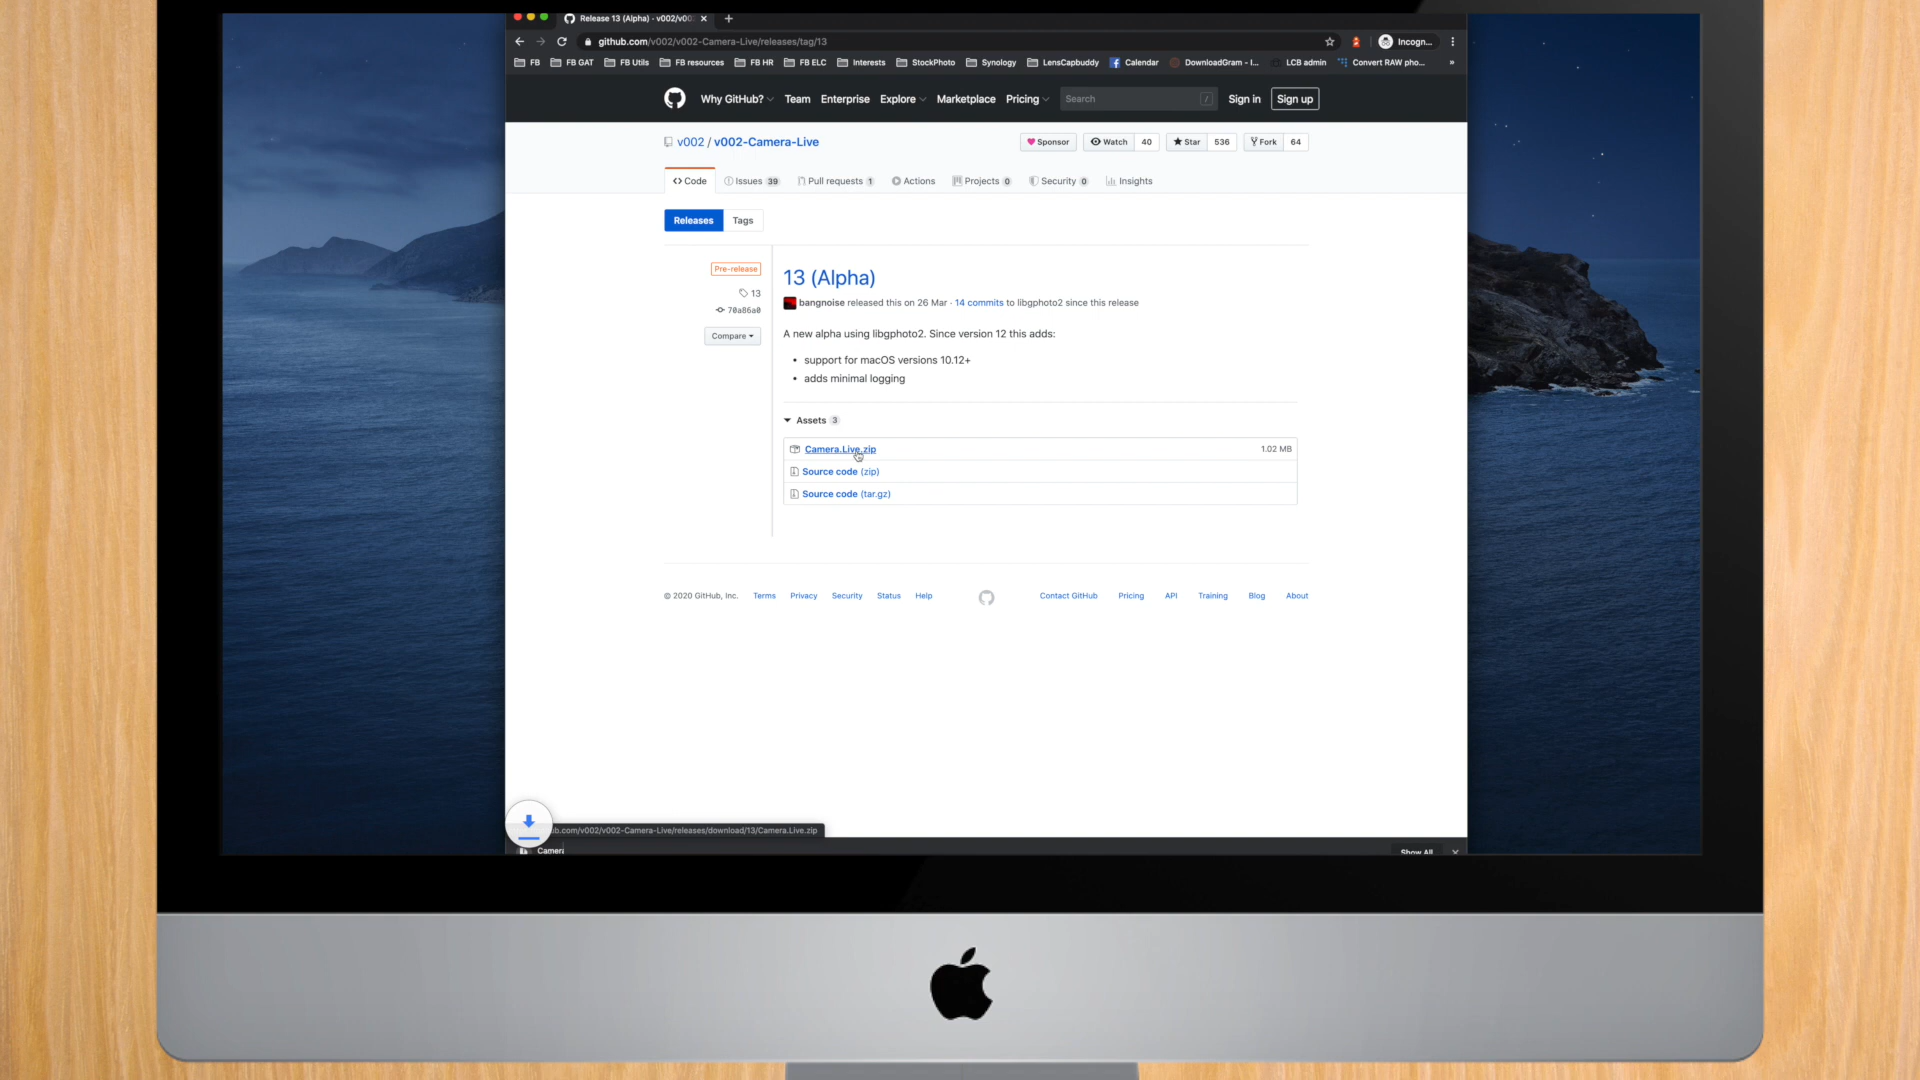 Release 13 (Alpha) · v002/v00
github.com/v002/v002-Camera-Live/releases/tag/13
Incogn...
FB FB GAT FB Utils FB resources FB HR FB ELC Interests StockPhoto Synology LensCapbuddy Calendar DownloadGram - I... LCB admin Convert RAW pho... »
Why GitHub? Team Enterprise Explore Marketplace Pricing Search / Sign in Sign up
v002 / v002-Camera-Live Sponsor Watch 40 Star 536 Fork 64
Code Issues 39 Pull requests 1 Actions Projects 0 Security 0 Insights
Releases Tags
Pre-release
13
70a86a0
Compare
13 (Alpha)
bangnoise released this on 26 Mar · 14 commits to libgphoto2 since this release
A new alpha using libgphoto2. Since version 12 this adds:
• support for macOS versions 10.12+
• adds minimal logging
Assets 3
Camera.Live.zip 1.02 MB
Source code (zip)
Source code (tar.gz)
© 2020 GitHub, Inc. Terms Privacy Security Status Help Contact GitHub Pricing API Training Blog About
b.com/v002/v002-Camera-Live/releases/download/13/Camera.Live.zip
Camera Show All